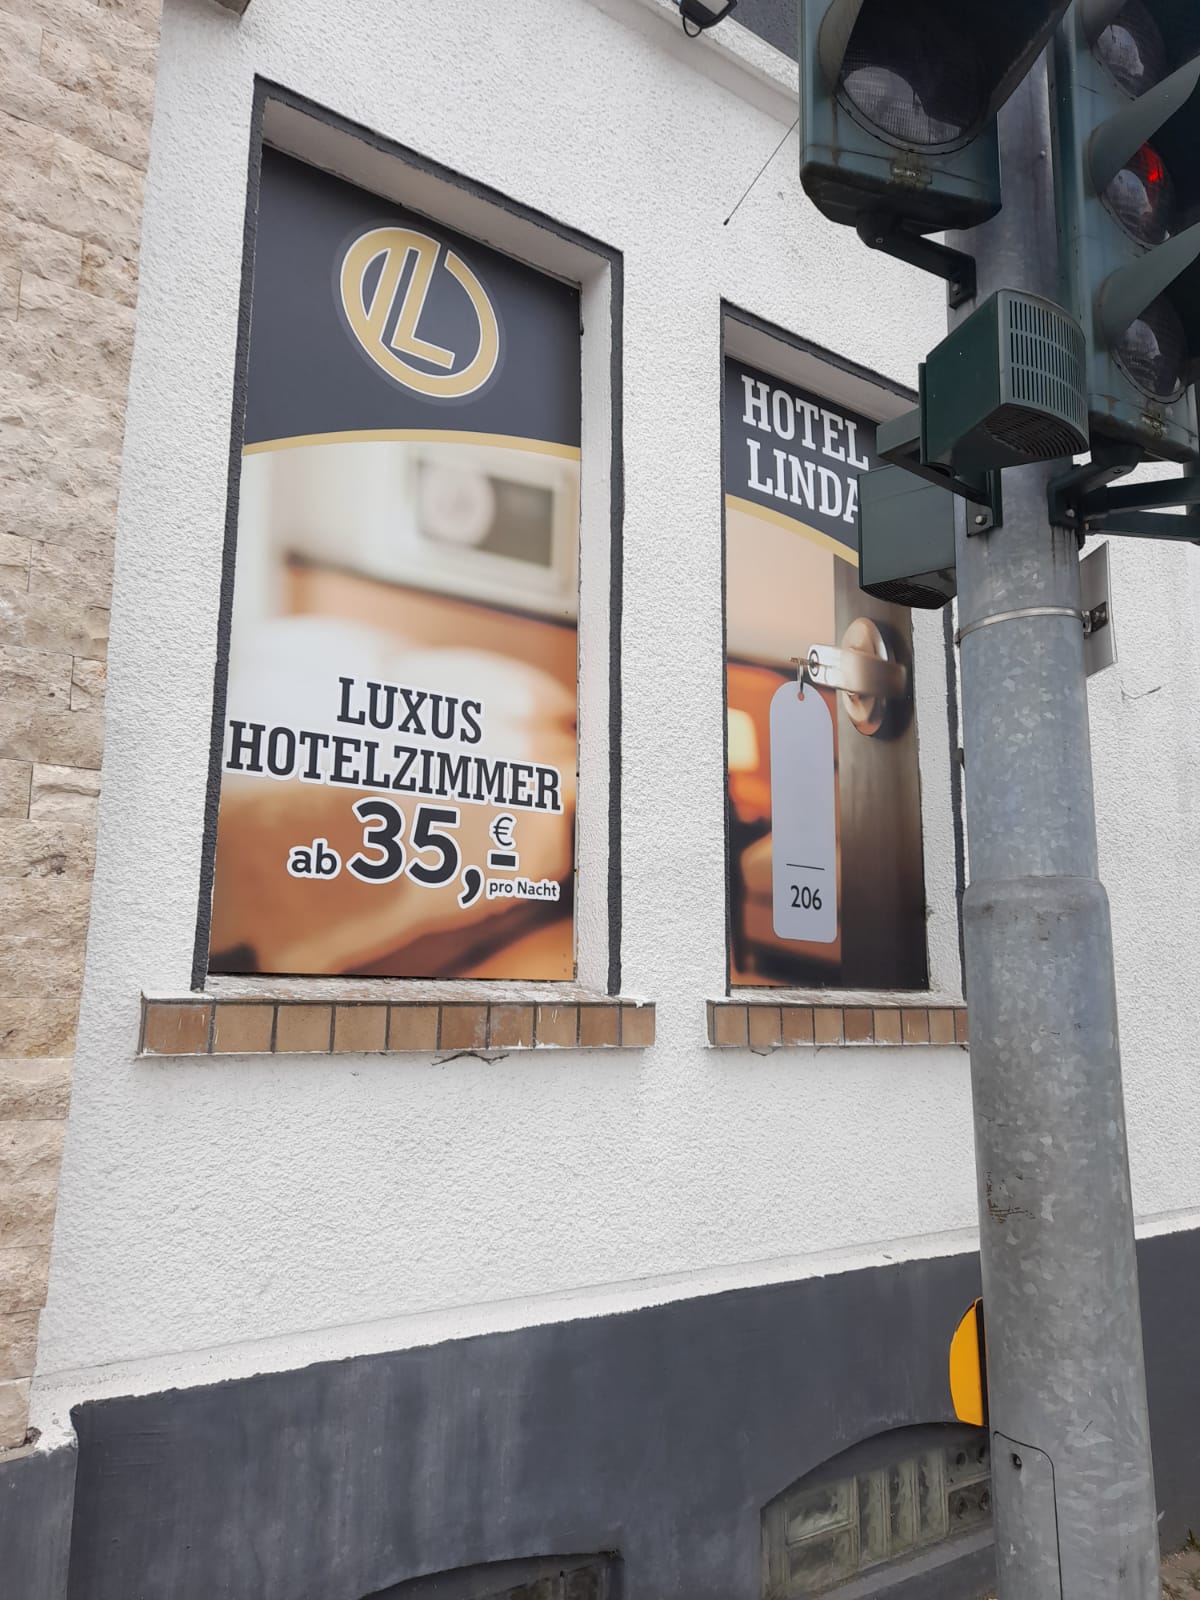 LUXUS
HOTELZIMMER
ab 35,- €
pro Nacht
HOTEL
LINDA
206